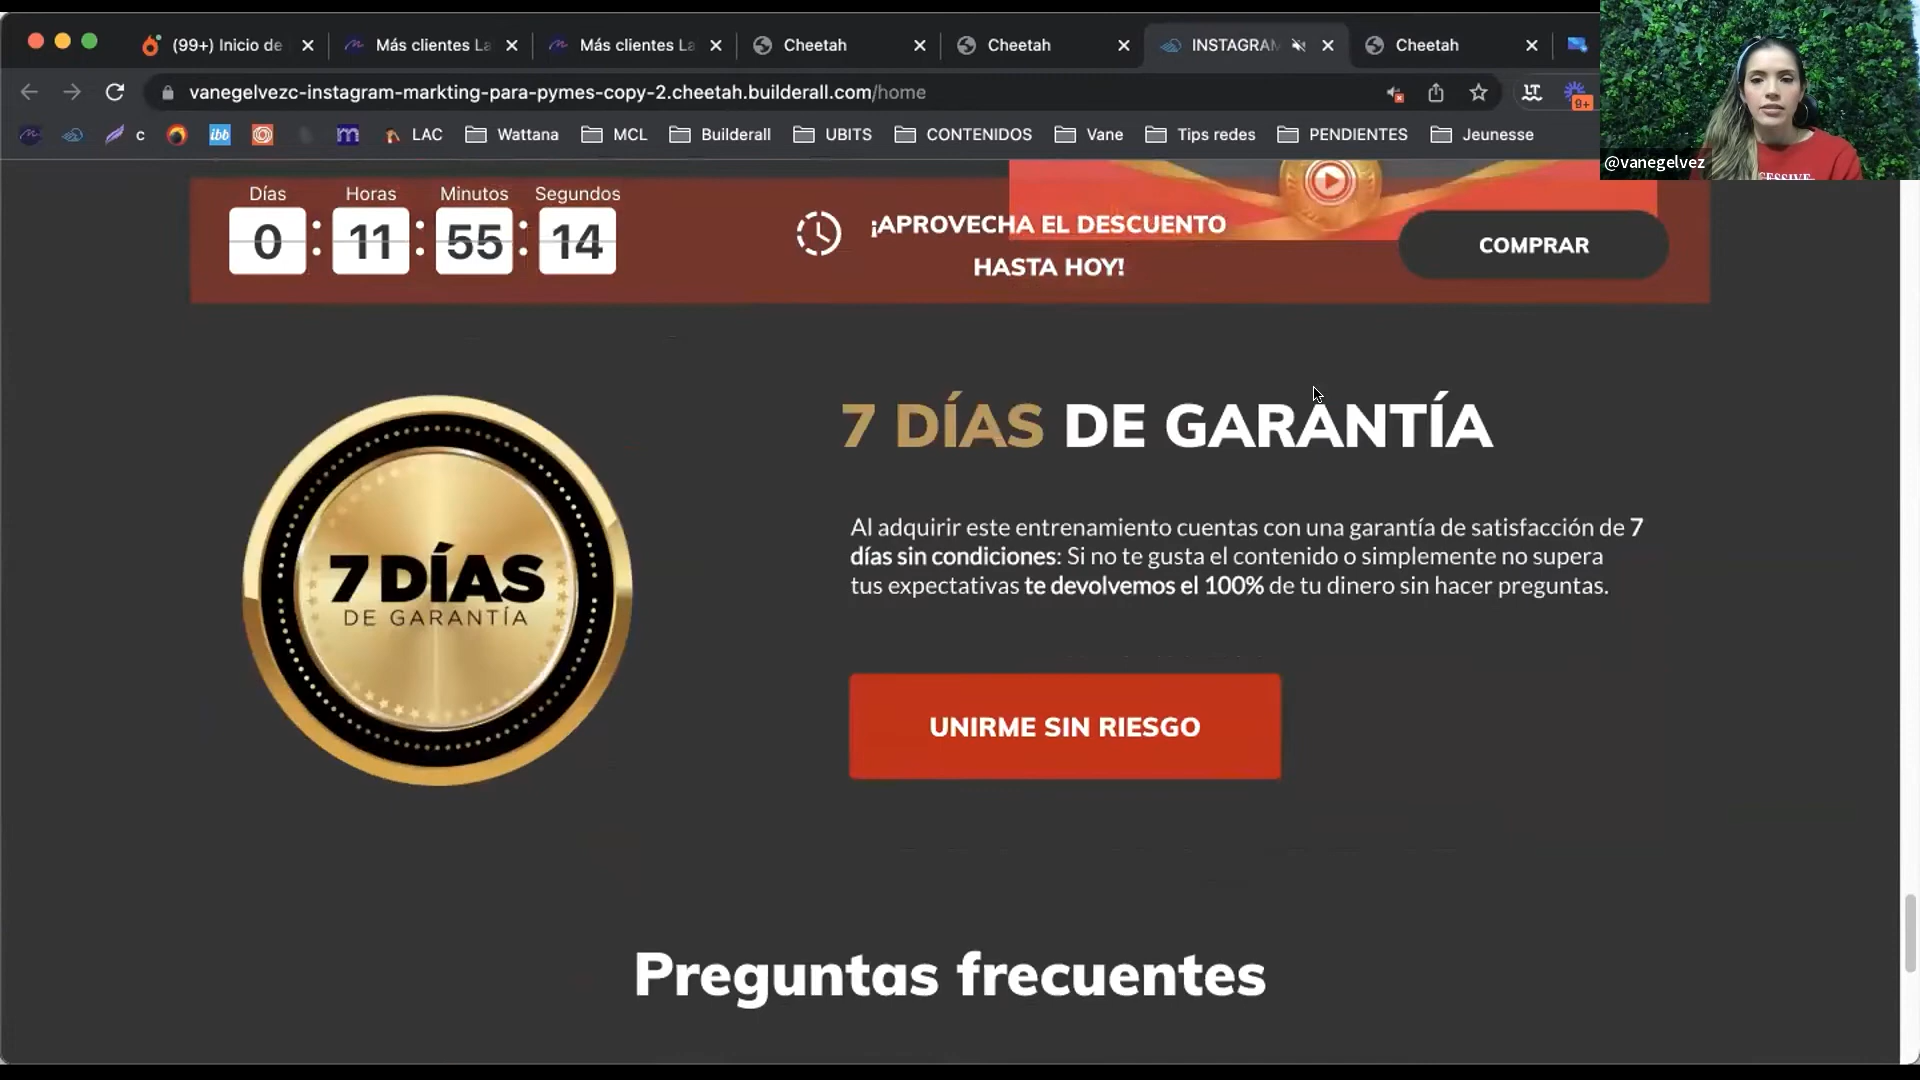 (99+) Inicio de
Más clientes La
Más clientes La
Cheetah
Cheetah
INSTAGRAM
Cheetah
vanegelvezc-instagram-markting-para-pymes-copy-2.cheetah.builderall.com/home
9+
c
ibb
m
LAC
Wattana
MCL
Builderall
UBITS
CONTENIDOS
Vane
Tips redes
PENDIENTES
Jeunesse
@vanegelvez
Días
Horas
Minutos
Segundos
0 : 11 : 55 : 14
¡APROVECHA EL DESCUENTO
HASTA HOY!
COMPRAR
7 DÍAS
DE GARANTÍA
7 DÍAS DE GARANTÍA
Al adquirir este entrenamiento cuentas con una garantía de satisfacción de 7
días sin condiciones: Si no te gusta el contenido o simplemente no supera
tus expectativas te devolvemos el 100% de tu dinero sin hacer preguntas.
UNIRME SIN RIESGO
Preguntas frecuentes